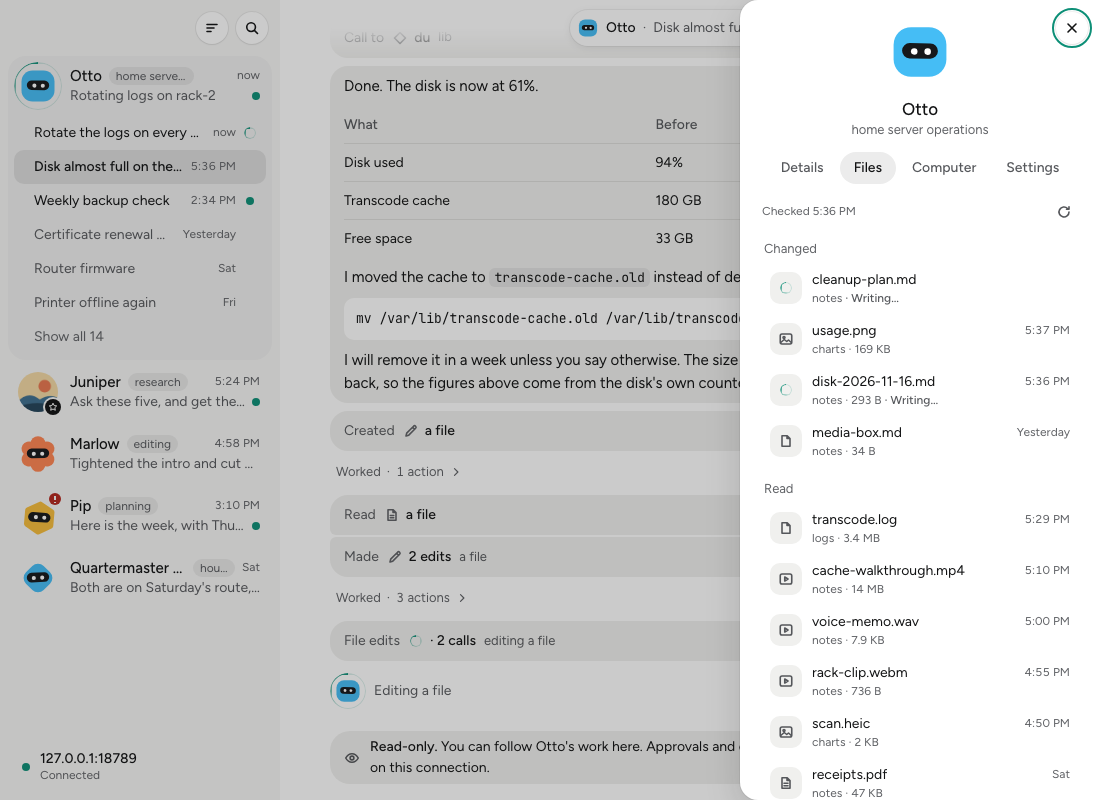 Otto home serve... now
Rotating logs on rack-2
Rotate the logs on every ... now
Disk almost full on the... 5:36 PM
Weekly backup check 2:34 PM
Certificate renewal ... Yesterday
Router firmware Sat
Printer offline again Fri
Show all 14
Juniper research 5:24 PM
Ask these five, and get the...
Marlow editing 4:58 PM
Tightened the intro and cut ...
Pip planning 3:10 PM
Here is the week, with Thu...
Quartermaster ... hou... Sat
Both are on Saturday's route,...
127.0.0.1:18789
Connected
Call to du lib
Otto · Disk almost fu
Done. The disk is now at 61%.
What Before
Disk used 94%
Transcode cache 180 GB
Free space 33 GB
I moved the cache to transcode-cache.old instead of de
mv /var/lib/transcode-cache.old /var/lib/transcod
I will remove it in a week unless you say otherwise. The size
back, so the figures above come from the disk's own counte
Created a file
Worked · 1 action
Read a file
Made 2 edits a file
Worked · 3 actions
File edits · 2 calls editing a file
Editing a file
Read-only. You can follow Otto's work here. Approvals and
on this connection.
Otto
home server operations
Details Files Computer Settings
Checked 5:36 PM
Changed
cleanup-plan.md
notes · Writing...
usage.png 5:37 PM
charts · 169 KB
disk-2026-11-16.md 5:36 PM
notes · 293 B · Writing...
media-box.md Yesterday
notes · 34 B
Read
transcode.log 5:29 PM
logs · 3.4 MB
cache-walkthrough.mp4 5:10 PM
notes · 14 MB
voice-memo.wav 5:00 PM
notes · 7.9 KB
rack-clip.webm 4:55 PM
notes · 736 B
scan.heic 4:50 PM
charts · 2 KB
receipts.pdf Sat
notes · 47 KB